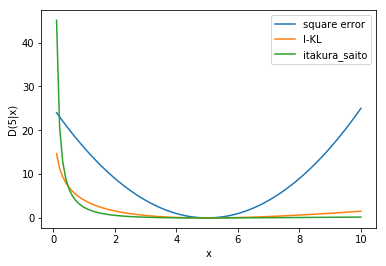 square error
I-KL
itakura_saito
40
30
20
10
0
D(5|x)
0
2
4
6
8
10
x